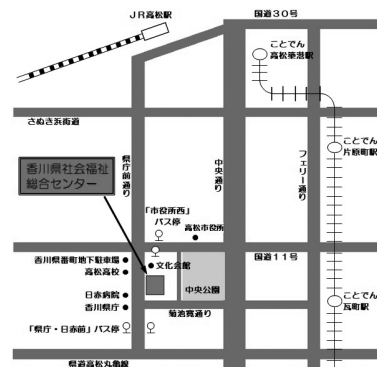 JR高松駅
国道30号
ことでん
高松築港駅
さぬき浜街道
ことでん
片原町駅
香川県社会福祉
総合センター
県庁前通り
中央通り
フェリー通り
「市役所西」
バス停
高松市役所
香川県番町地下駐車場
文化会館
国道11号
高松高校
日赤病院
中央公園
ことでん
瓦町駅
香川県庁
菊池寛通り
「県庁・日赤前」バス停
県道高松丸亀線